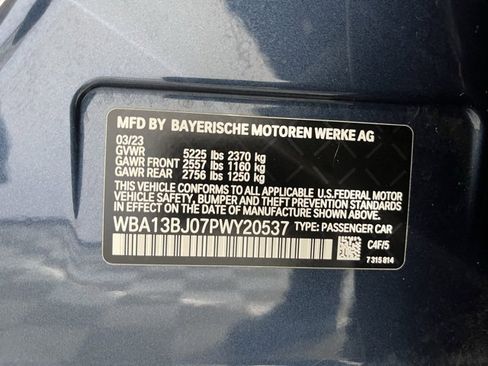 MFD BY BAYERISCHE MOTOREN WERKE AG
03/23
GVWR 5225 lbs 2370 kg
GAWR FRONT 2557 lbs 1160 kg
GAWR REAR 2756 lbs 1250 kg
THIS VEHICLE CONFORMS TO ALL APPLICABLE U.S.FEDERAL MOTOR
VEHICLE SAFETY, BUMPER, AND THEFT PREVENTION STANDARDS
IN EFFECT ON THE DATE OF MANUFACTURE SHOWN ABOVE.
WBA13BJ07PWY20537 TYPE: PASSENGER CAR
C4F/5
7315814